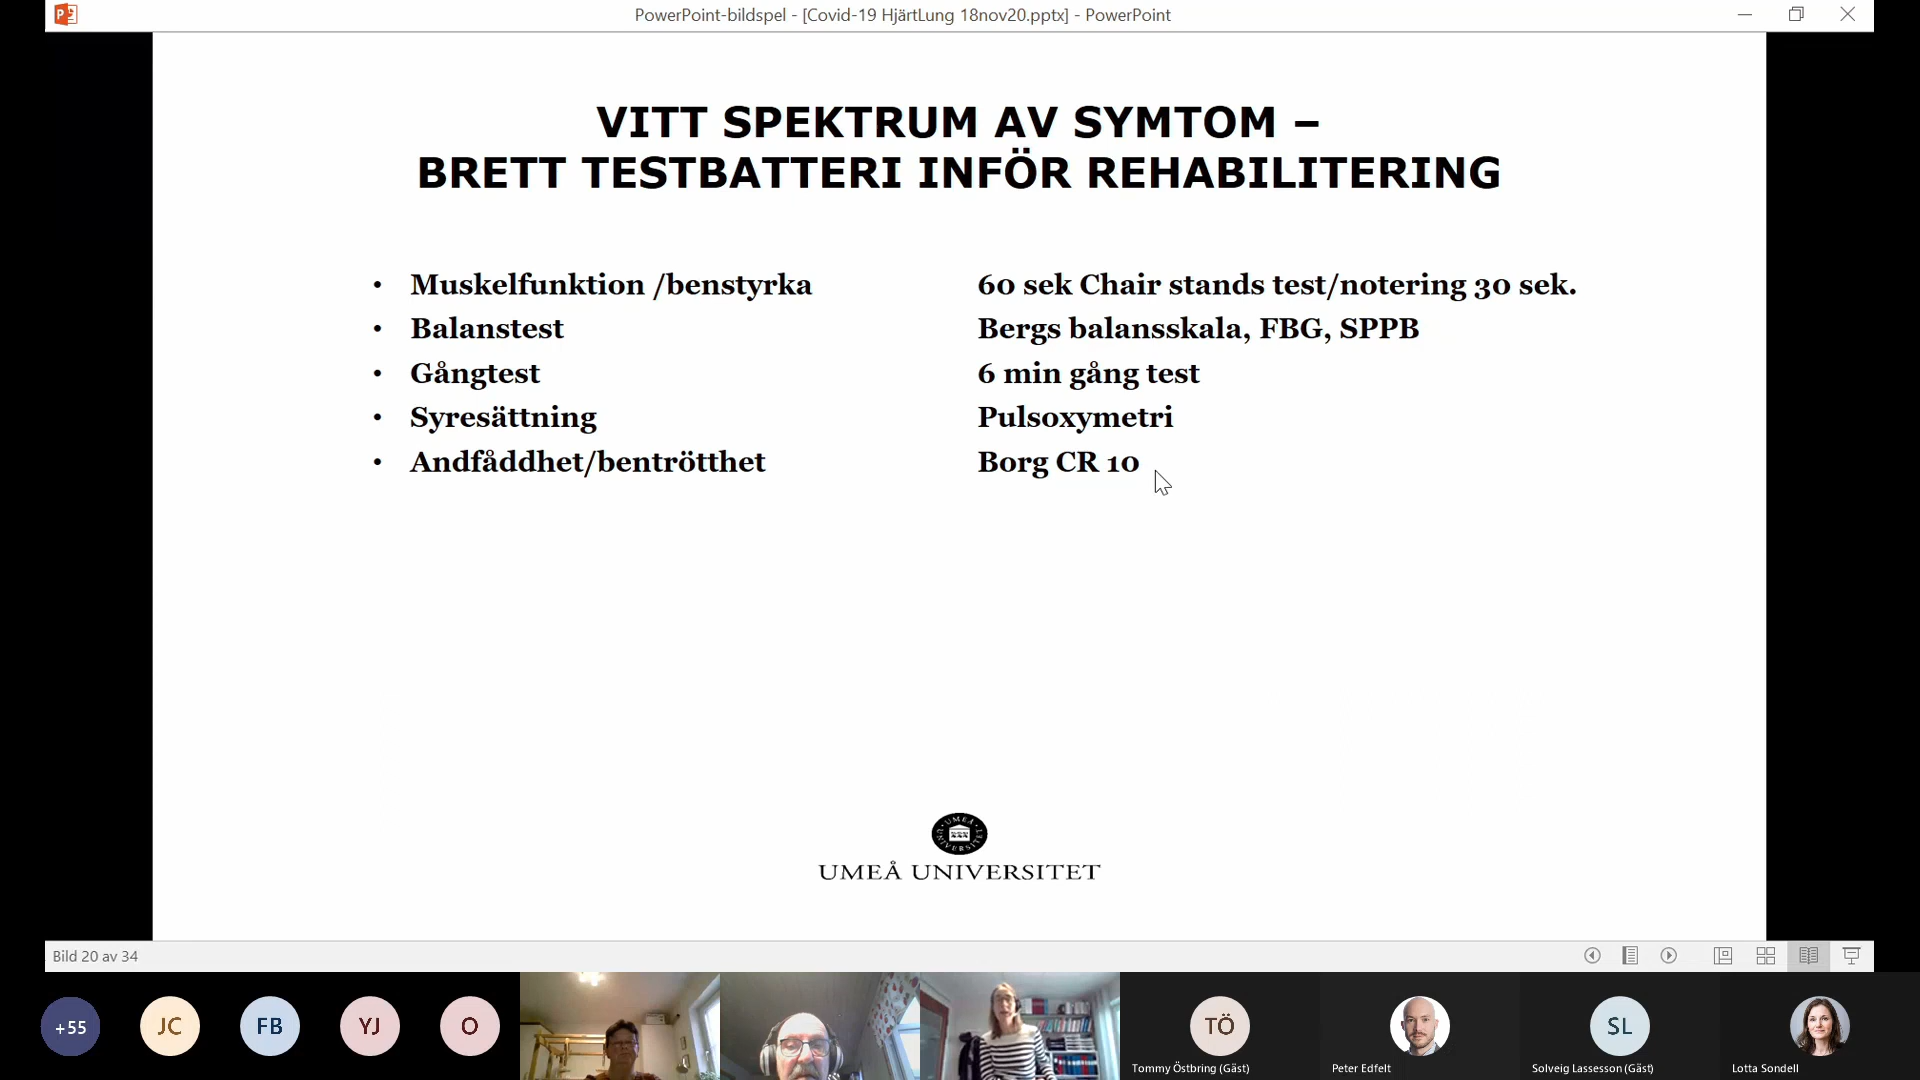 PowerPoint-bildspel - [Covid-19 HjärtLung 18nov20.pptx] - PowerPoint
VITT SPEKTRUM AV SYMTOM –
BRETT TESTBATTERI INFÖR REHABILITERING
• Muskelfunktion /benstyrka 60 sek Chair stands test/notering 30 sek.
• Balanstest Bergs balansskala, FBG, SPPB
• Gångtest 6 min gång test
• Syresättning Pulsoxymetri
• Andfåddhet/bentrötthet Borg CR 10
UMEÅ UNIVERSITET
Bild 20 av 34
+55 JC FB YJ O TÖ SL
Tommy Östbring (Gäst) Peter Edfelt Solveig Lassesson (Gäst) Lotta Sondell